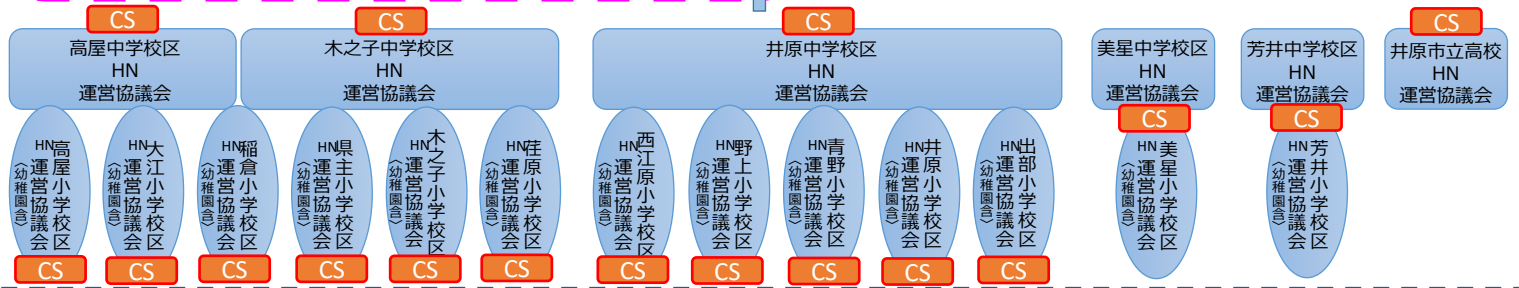 CS
高屋中学校区
HN
運営協議会
CS
木之子中学校区
HN
運営協議会
CS
井原中学校区
HN
運営協議会
美星中学校区
HN
運営協議会
芳井中学校区
HN
運営協議会
CS
井原市立高校
HN
運営協議会
高屋小学校区
HN運営協議会
〈幼稚園含〉
CS
大江小学校区
HN運営協議会
〈幼稚園含〉
CS
稲倉小学校区
HN運営協議会
〈幼稚園含〉
CS
県主小学校区
HN運営協議会
〈幼稚園含〉
CS
木之子小学校区
HN運営協議会
〈幼稚園含〉
CS
荏原小学校区
HN運営協議会
〈幼稚園含〉
CS
西江原小学校区
HN運営協議会
〈幼稚園含〉
CS
野上小学校区
HN運営協議会
〈幼稚園含〉
CS
青野小学校区
HN運営協議会
〈幼稚園含〉
CS
井原小学校区
HN運営協議会
〈幼稚園含〉
CS
出部小学校区
HN運営協議会
〈幼稚園含〉
CS
CS
美星小学校区
HN運営協議会
〈幼稚園含〉
CS
芳井小学校区
HN運営協議会
〈幼稚園含〉